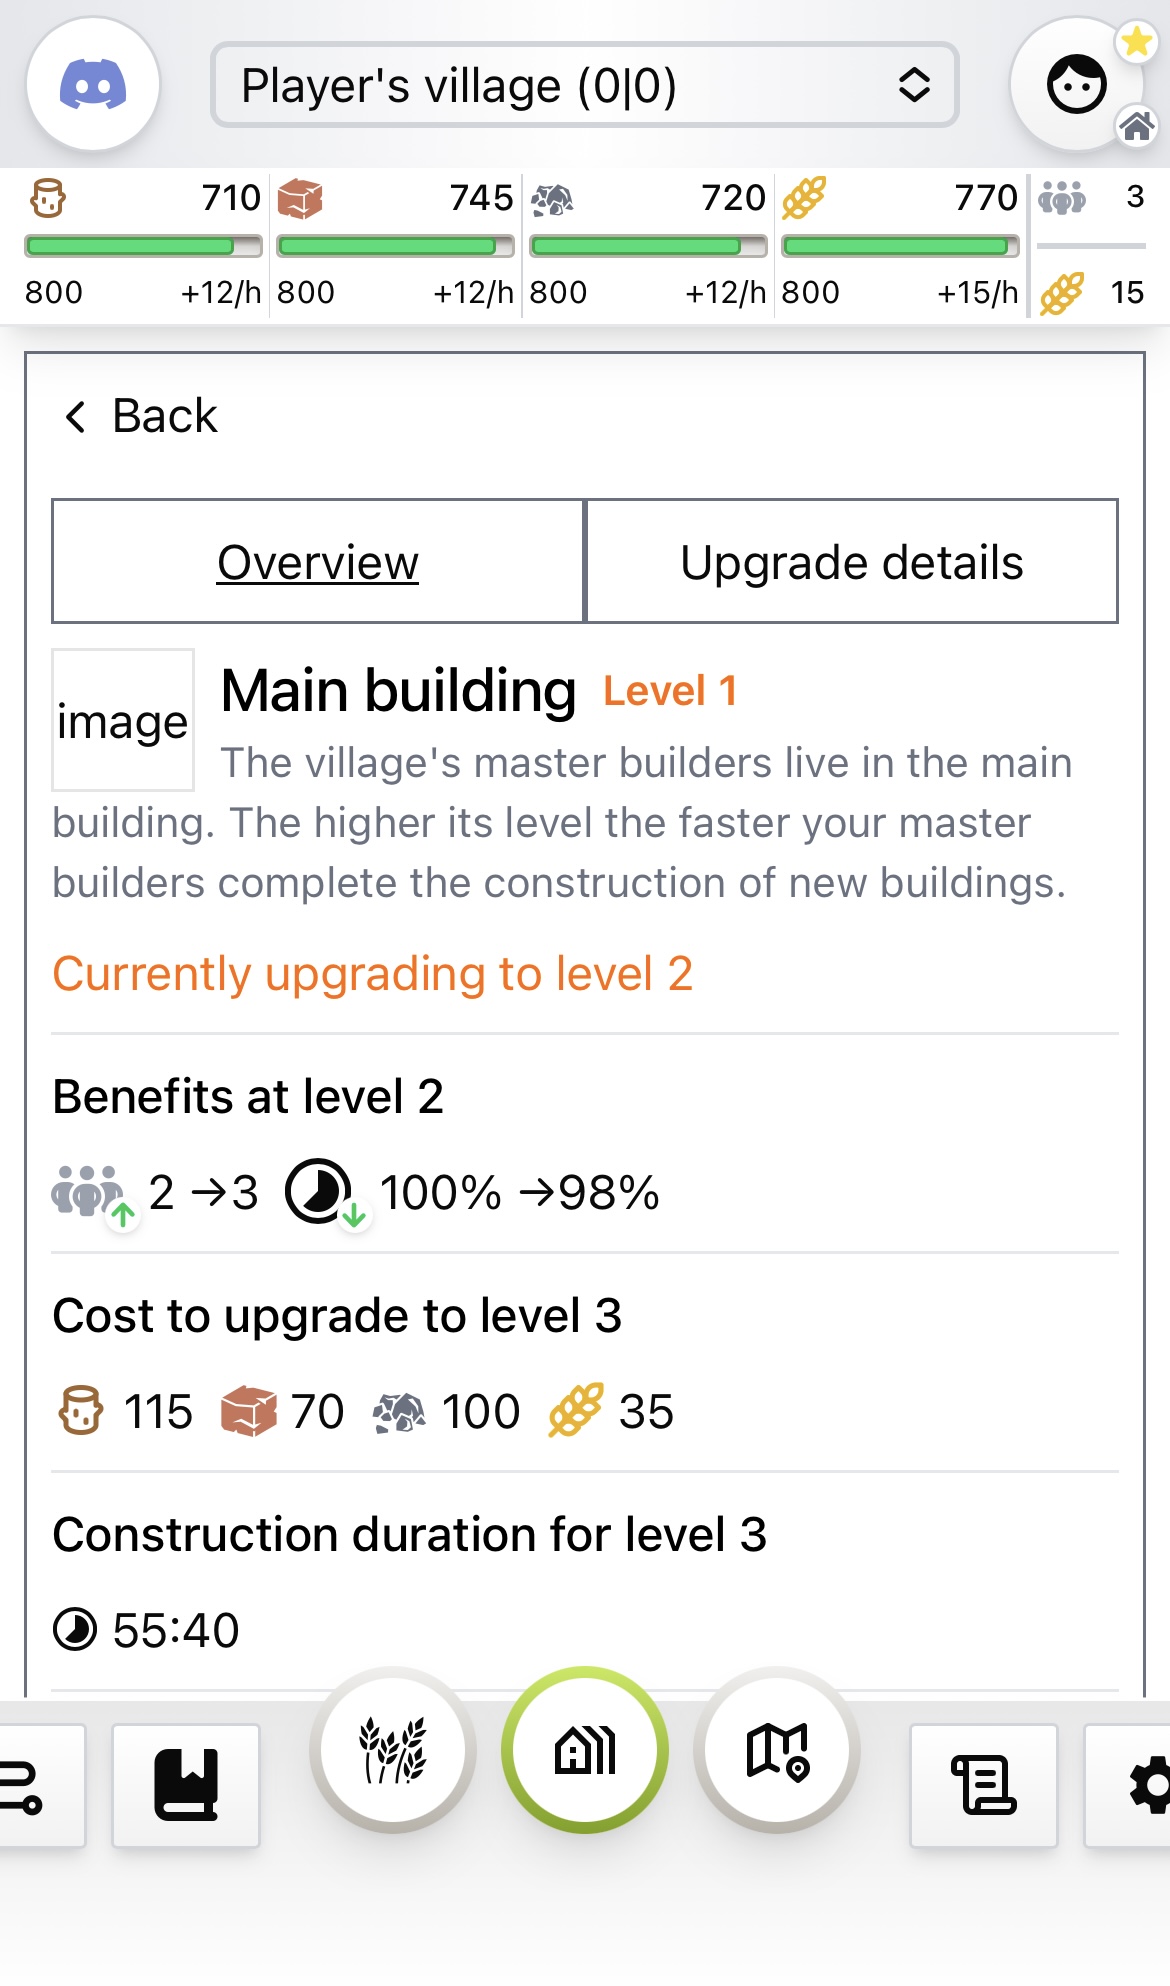 Player's village (0|0)
710 745 720 770 3
800 +12/h 800 +12/h 800 +12/h 800 +15/h 15
Back
Overview Upgrade details
image
Main building Level 1
The village's master builders live in the main
building. The higher its level the faster your master
builders complete the construction of new buildings.
Currently upgrading to level 2
Benefits at level 2
2 →3 100% →98%
Cost to upgrade to level 3
115 70 100 35
Construction duration for level 3
55:40